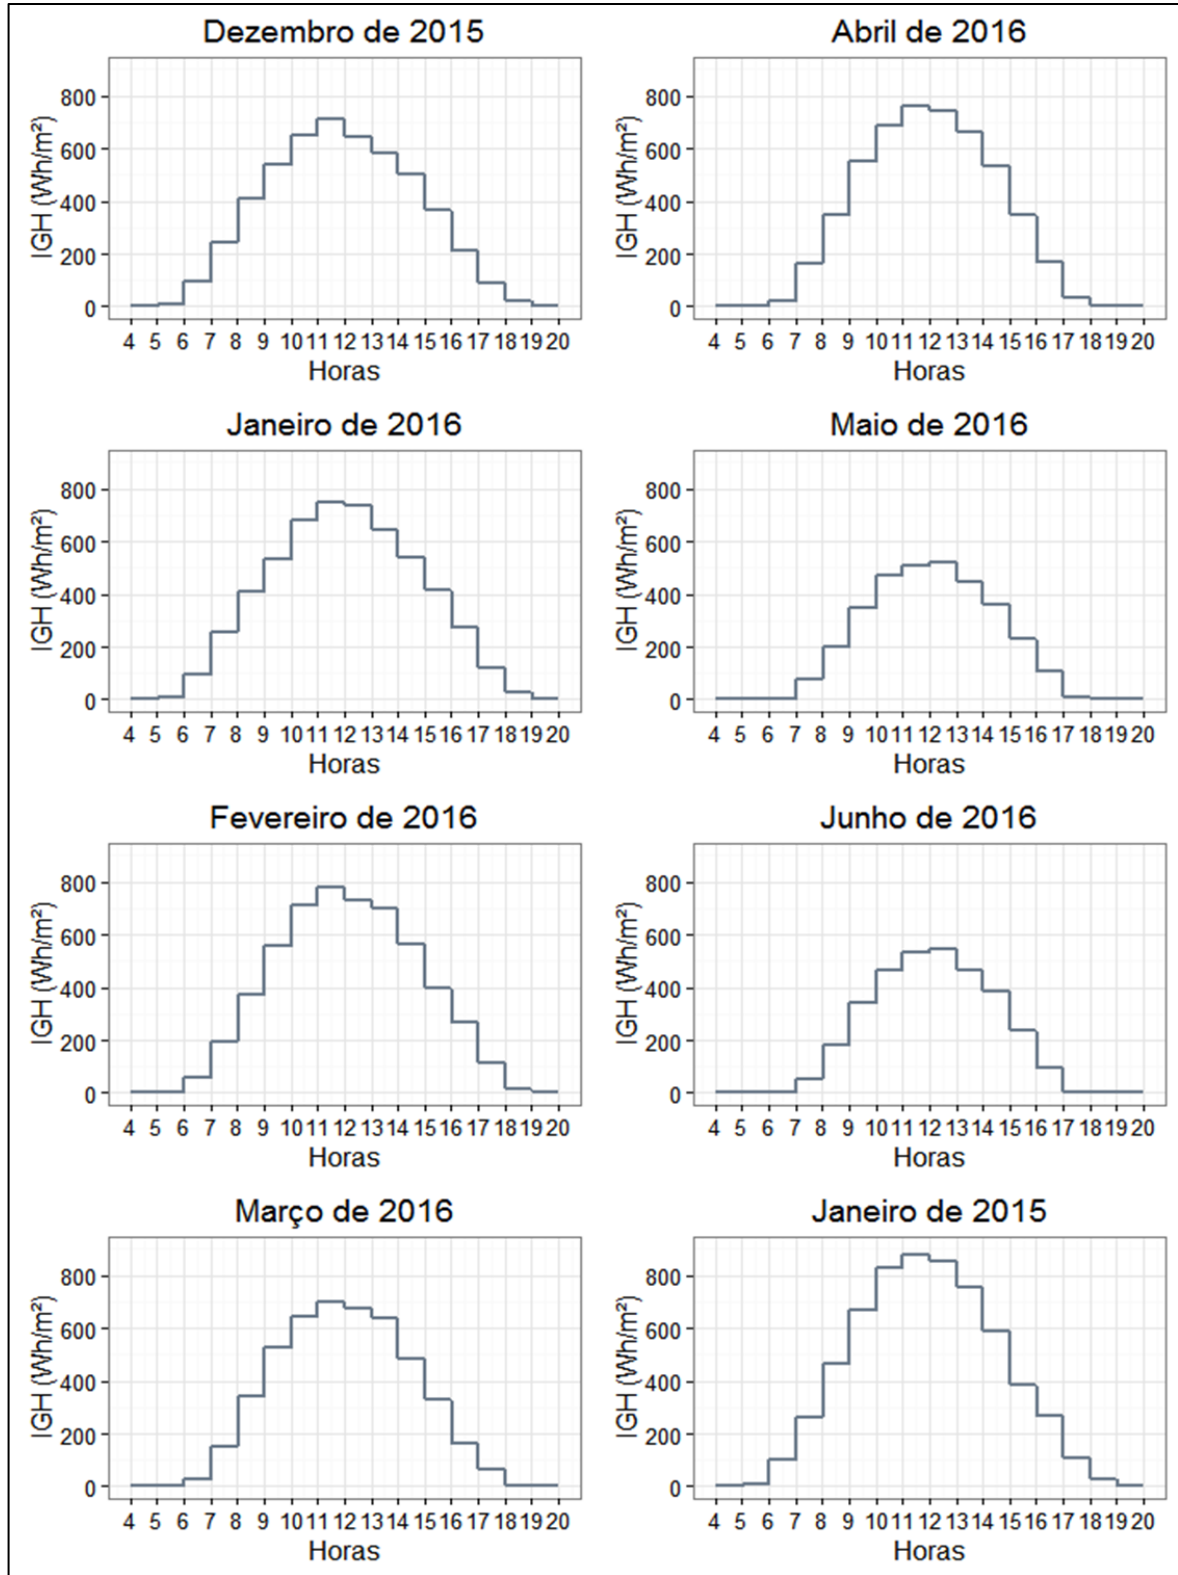 Dezembro de 2015
IGH (Wh/m²)
800
600
400
200
0
4 5 6 7 8 9 10 11 12 13 14 15 16 17 18 19 20
Horas
Abril de 2016
IGH (Wh/m²)
800
600
400
200
0
4 5 6 7 8 9 10 11 12 13 14 15 16 17 18 19 20
Horas
Janeiro de 2016
IGH (Wh/m²)
800
600
400
200
0
4 5 6 7 8 9 10 11 12 13 14 15 16 17 18 19 20
Horas
Maio de 2016
IGH (Wh/m²)
800
600
400
200
0
4 5 6 7 8 9 10 11 12 13 14 15 16 17 18 19 20
Horas
Fevereiro de 2016
IGH (Wh/m²)
800
600
400
200
0
4 5 6 7 8 9 10 11 12 13 14 15 16 17 18 19 20
Horas
Junho de 2016
IGH (Wh/m²)
800
600
400
200
0
4 5 6 7 8 9 10 11 12 13 14 15 16 17 18 19 20
Horas
Março de 2016
IGH (Wh/m²)
800
600
400
200
0
4 5 6 7 8 9 10 11 12 13 14 15 16 17 18 19 20
Horas
Janeiro de 2015
IGH (Wh/m²)
800
600
400
200
0
4 5 6 7 8 9 10 11 12 13 14 15 16 17 18 19 20
Horas